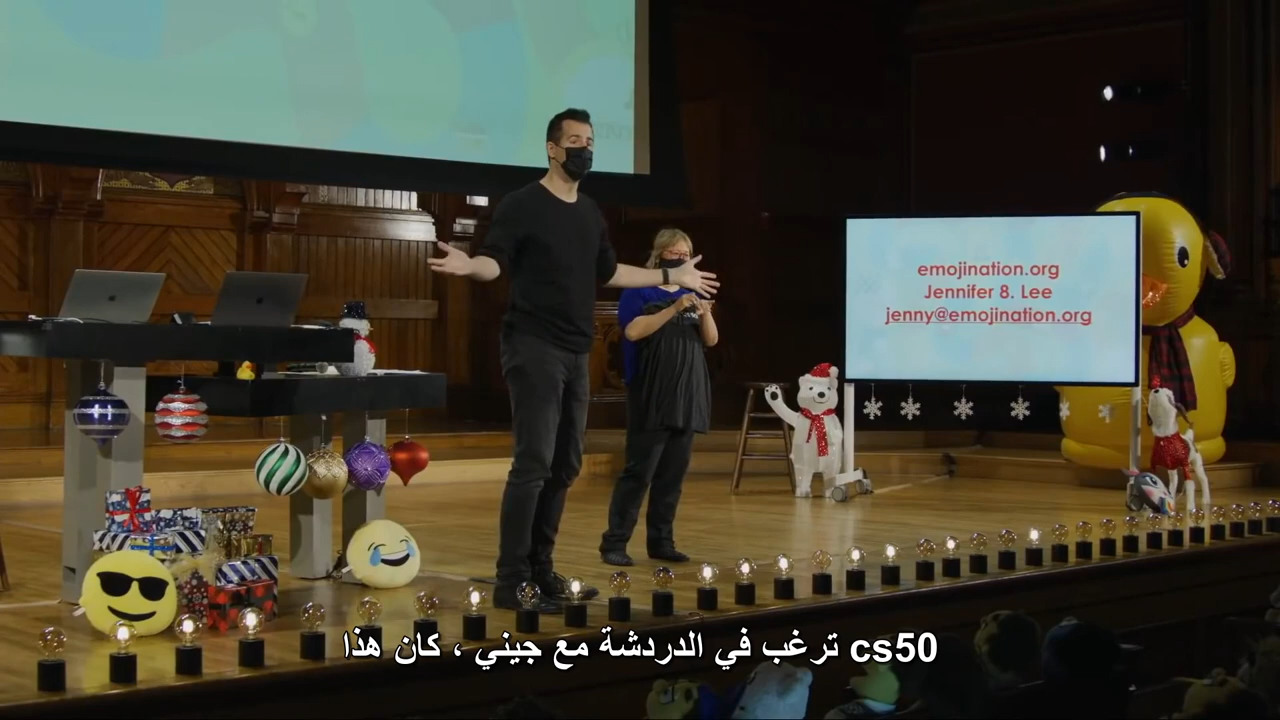 emojination.org
Jennifer 8. Lee
jenny@emojination.org
cs50 ترغب في الدردشة مع جيني ، كان هذا